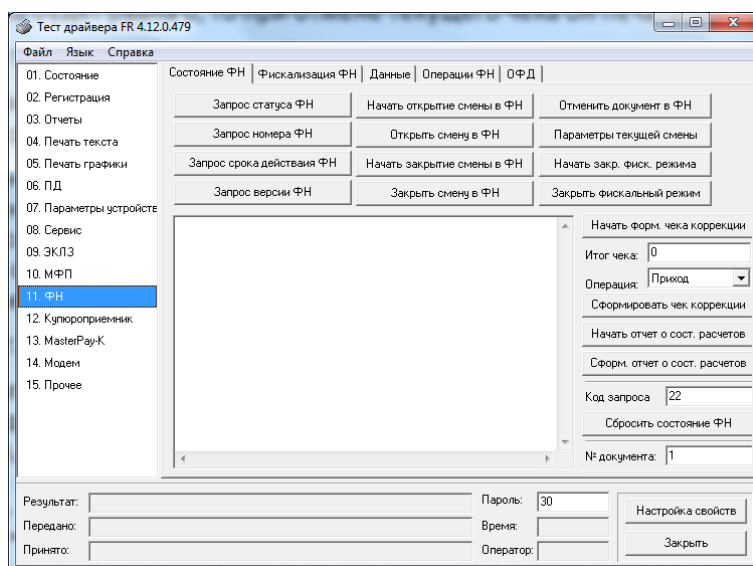 Тест драйвера FR 4.12.0.479
Файл Язык Справка
01. Состояние
02. Регистрация
03. Отчеты
04. Печать текста
05. Печать графики
06. ПД
07. Параметры устройств
08. Сервис
09. ЭКЛЗ
10. МФП
11. ФН
12. Купюроприемник
13. MasterPay-K
14. Модем
15. Прочее
Состояние ФН Фискализация ФН Данные Операции ФН ОФД
Запрос статуса ФН Начать открытие смены в ФН Отменить документ в ФН
Запрос номера ФН Открыть смену в ФН Параметры текущей смены
Запрос срока действаия ФН Начать закрытие смены в ФН Начать закр. фиск. режима
Запрос версии ФН Закрыть смену в ФН Закрыть фискальный режим
Начать форм. чека коррекции
Итог чека: 0
Операция: Приход
Сформировать чек коррекции
Начать отчет о сост. расчетов
Сформ. отчет о сост. расчетов
Код запроса 22
Сбросить состояние ФН
№ документа: 1
Результат: Пароль: 30 Настройка свойств
Передано: Время:
Принято: Оператор: Закрыть